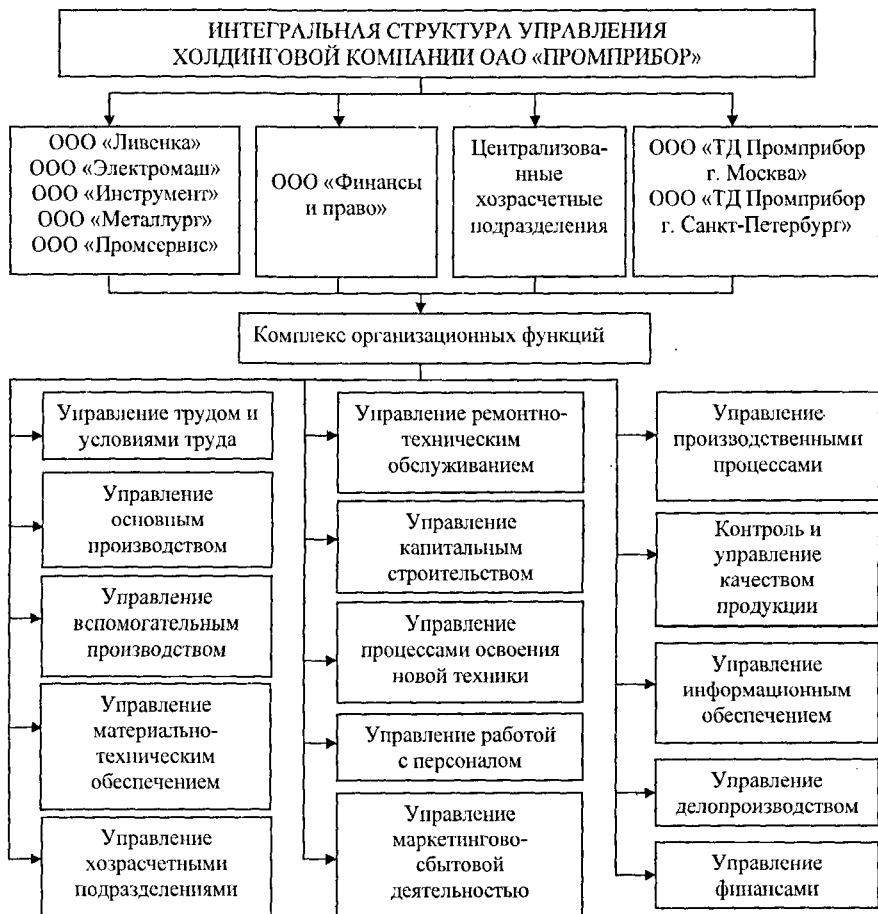 ИНТЕГРАЛЬНАЯ СТРУКТУРА УПРАВЛЕНИЯ
ХОЛДИНГОВОЙ КОМПАНИИ ОАО «ПРОМПРИБОР»
ООО «Ливенка»
ООО «Электромаш»
ООО «Инструмент»
ООО «Металлург»
ООО «Промсервис»
ООО «Финансы
и право»
Централизова-
нные
хозрасчетные
подразделения
ООО «ТД Промприбор
г. Москва»
ООО «ТД Промприбор
г. Санкт-Петербург»
Комплекс организационных функций
Управление трудом и
условиями труда
Управление
основным
производством
Управление
вспомогательным
производством
Управление
материально-
техническим
обеспечением
Управление
хозрасчетными
подразделениями
Управление ремонтно-
техническим
обслуживанием
Управление
капитальным
строительством
Управление
процессами освоения
новой техники
Управление работой
с персоналом
Управление
маркетингово-
сбытовой
деятельностью
Управление
производственными
процессами
Контроль и
управление
качеством
продукции
Управление
информационным
обеспечением
Управление
делопроизводством
Управление
финансами